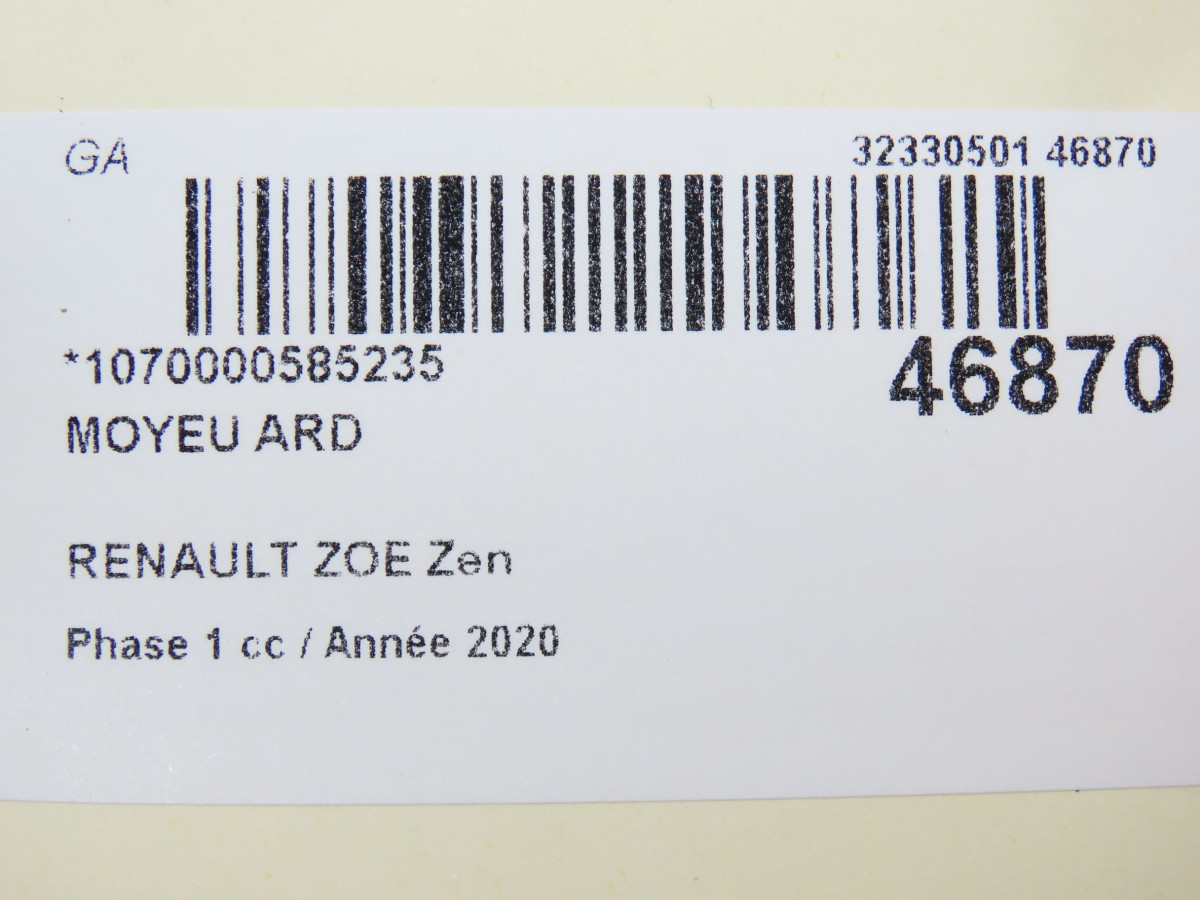 GA
32330501 46870
*1070000585235
46870
MOYEU ARD
RENAULT ZOE Zen
Phase 1 cc / Année 2020